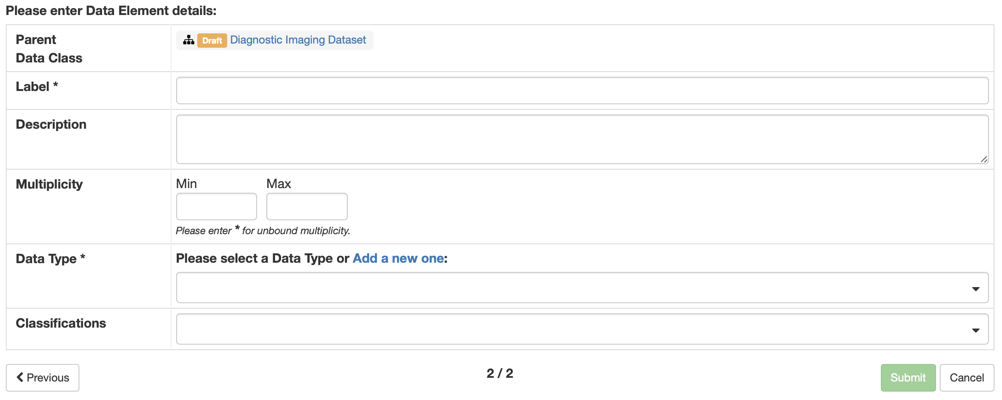 Please enter Data Element details:
Parent
Data Class
Draft Diagnostic Imaging Dataset
Label *
Description
Multiplicity
Min Max
Please enter * for unbound multiplicity.
Data Type *
Please select a Data Type or Add a new one:
Classifications
Previous
2 / 2
Submit
Cancel